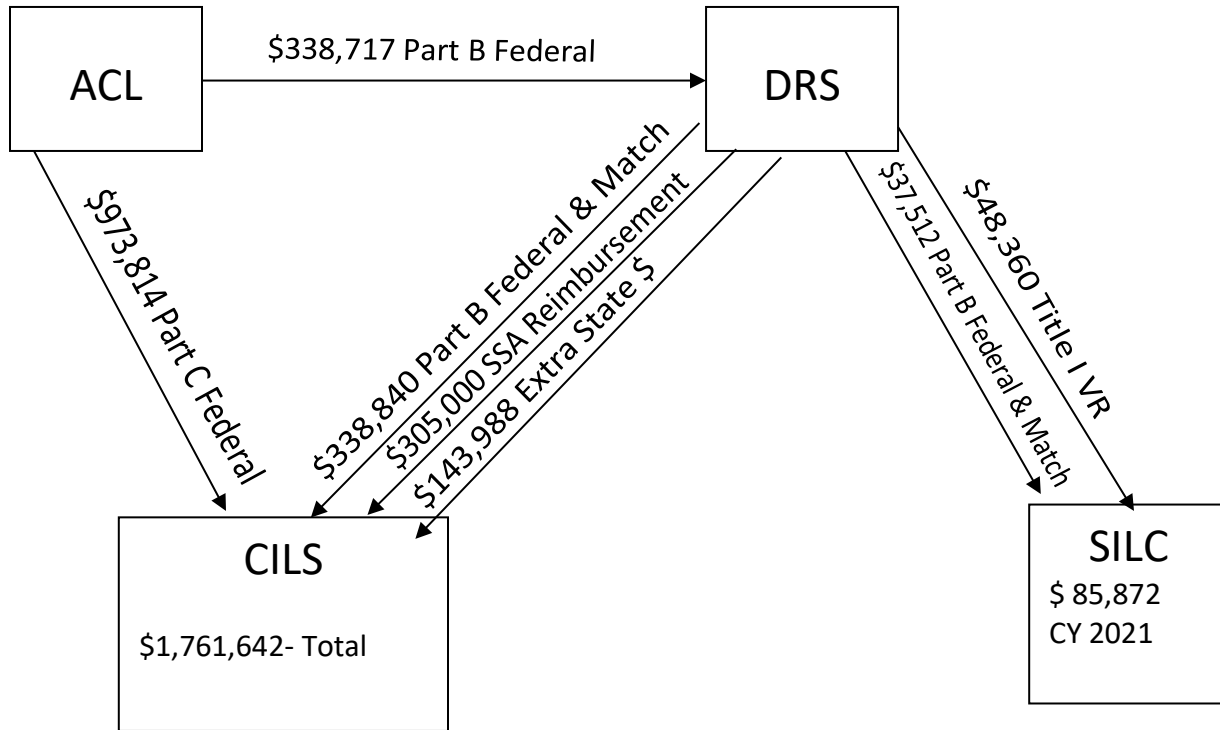 ACL
$338,717 Part B Federal
DRS
$973,814 Part C Federal
$338,840 Part B Federal & Match
$305,000 SSA Reimbursement
$143,988 Extra State $
$37,512 Part B Federal & Match
$48,360 Title I VR
CILS
$1,761,642- Total
SILC
$ 85,872
CY 2021